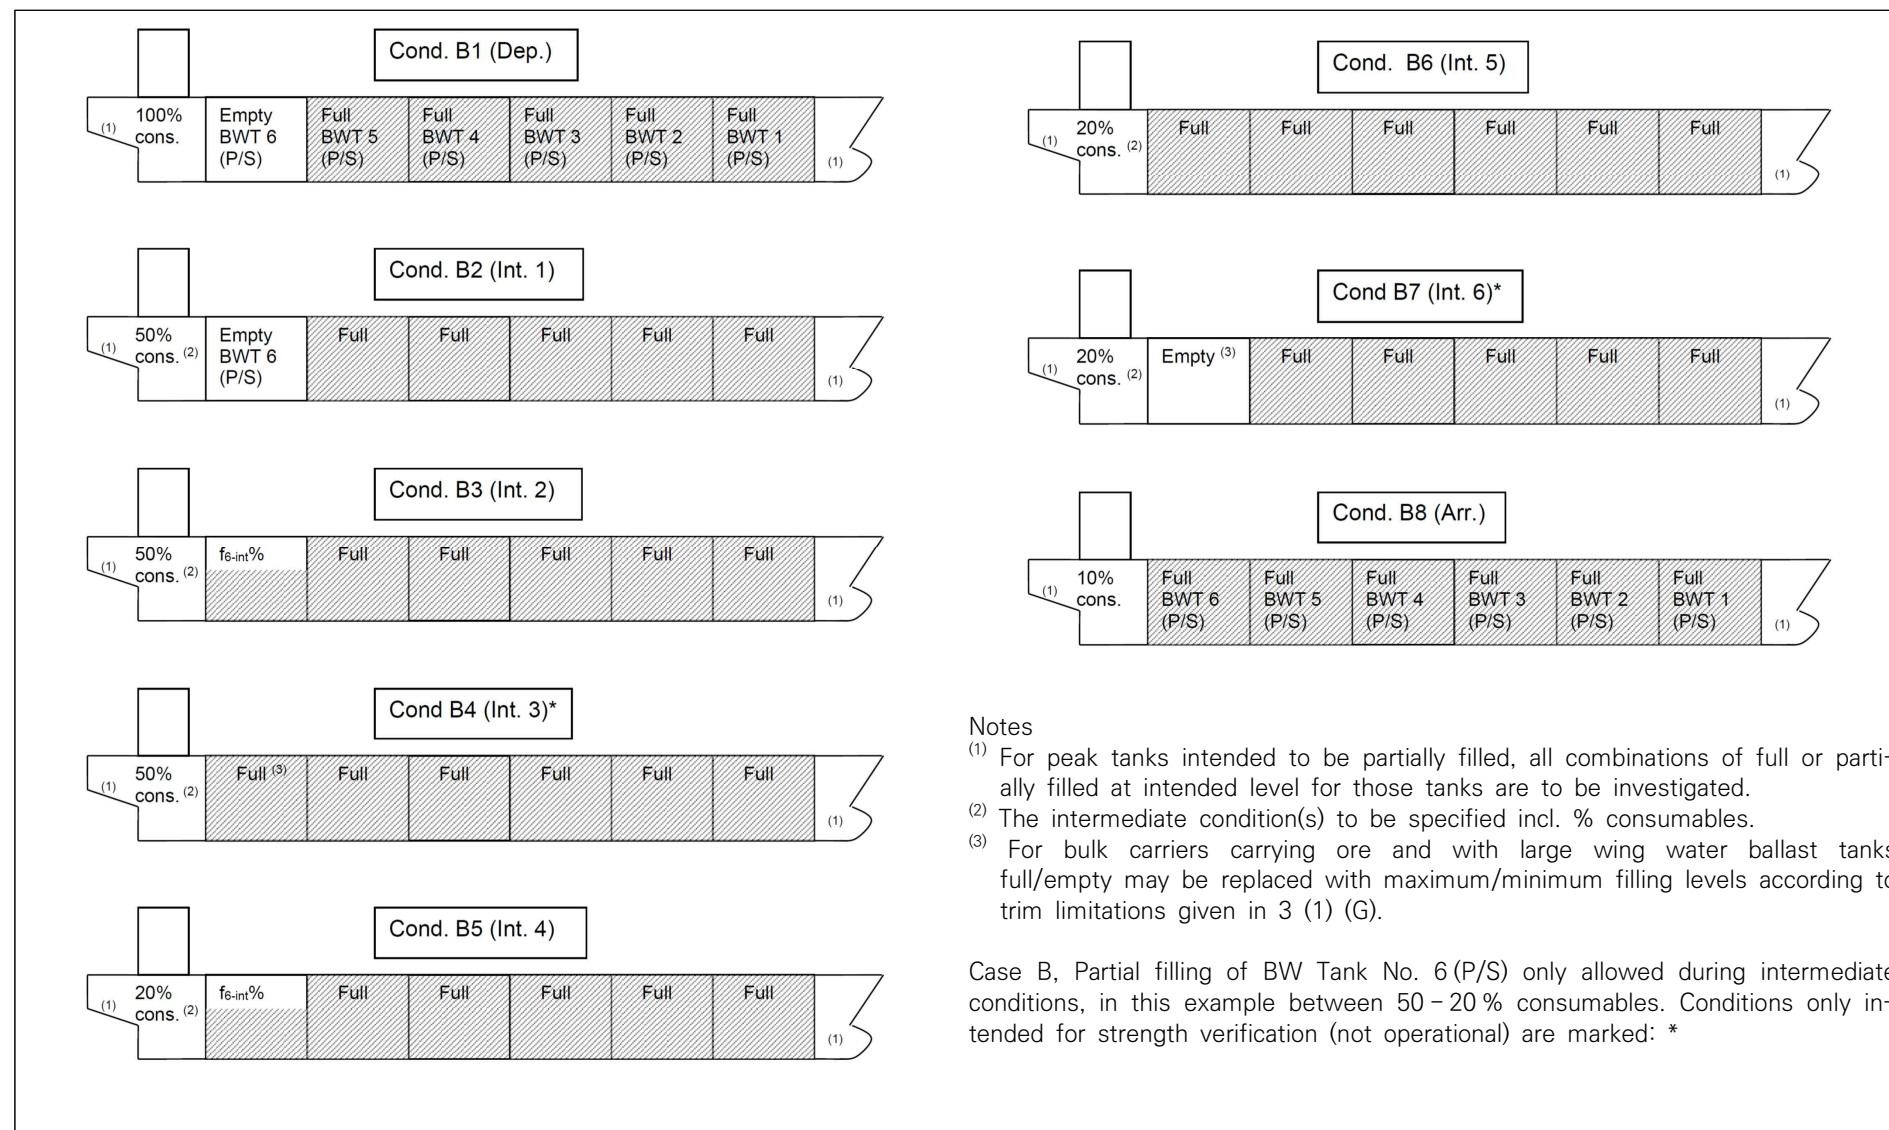 Cond. B1 (Dep.)
(1)
100%
cons.
Empty
BWT 6
(P/S)
Full
BWT 5
(P/S)
Full
BWT 4
(P/S)
Full
BWT 3
(P/S)
Full
BWT 2
(P/S)
Full
BWT 1
(P/S)
(1)
Cond. B2 (Int. 1)
(1)
50%
cons. (2)
Empty
BWT 6
(P/S)
Full
Full
Full
Full
Full
(1)
Cond. B3 (Int. 2)
(1)
50%
cons. (2)
f6-int%
Full
Full
Full
Full
Full
(1)
Cond B4 (Int. 3)*
(1)
50%
cons. (2)
Full (3)
Full
Full
Full
Full
Full
(1)
Cond. B5 (Int. 4)
(1)
20%
cons. (2)
f6-int%
Full
Full
Full
Full
Full
(1)
Cond. B6 (Int. 5)
(1)
20%
cons. (2)
Full
Full
Full
Full
Full
Full
(1)
Cond B7 (Int. 6)*
(1)
20%
cons. (2)
Empty (3)
Full
Full
Full
Full
Full
(1)
Cond. B8 (Arr.)
(1)
10%
cons.
Full
BWT 6
(P/S)
Full
BWT 5
(P/S)
Full
BWT 4
(P/S)
Full
BWT 3
(P/S)
Full
BWT 2
(P/S)
Full
BWT 1
(P/S)
(1)
Notes
(1) For peak tanks intended to be partially filled, all combinations of full or parti-
ally filled at intended level for those tanks are to be investigated.
(2) The intermediate condition(s) to be specified incl. % consumables.
(3) For bulk carriers carrying ore and with large wing water ballast tanks
full/empty may be replaced with maximum/minimum filling levels according to
trim limitations given in 3 (1) (G).
Case B, Partial filling of BW Tank No. 6 (P/S) only allowed during intermediate
conditions, in this example between 50 – 20 % consumables. Conditions only in-
tended for strength verification (not operational) are marked: *